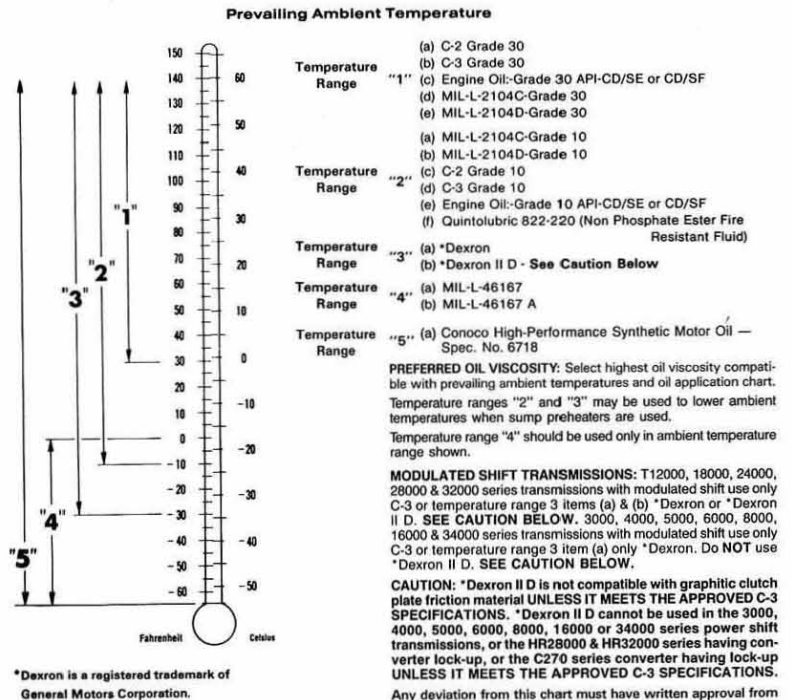 Prevailing Ambient Temperature
150
140
130
120
110
100
90
80
70
60
50
40
30
20
10
0
-10
-20
-30
-40
-50
-60
60
50
40
30
20
10
0
-10
-20
-30
-40
-50
Fahrenheit
Celsius
"1"
"2"
"3"
"4"
"5"
Temperature Range "1" (a) C-2 Grade 30
(b) C-3 Grade 30
(c) Engine Oil:-Grade 30 API-CD/SE or CD/SF
(d) MIL-L-2104C-Grade 30
(e) MIL-L-2104D-Grade 30
Temperature Range "2" (a) MIL-L-2104C-Grade 10
(b) MIL-L-2104D-Grade 10
(c) C-2 Grade 10
(d) C-3 Grade 10
(e) Engine Oil:-Grade 10 API-CD/SE or CD/SF
(f) Quintolubric 822-220 (Non Phosphate Ester Fire
Resistant Fluid)
Temperature Range "3" (a) *Dexron
(b) *Dexron II D - See Caution Below
Temperature Range "4" (a) MIL-L-46167
(b) MIL-L-46167 A
Temperature Range "5" (a) Conoco High-Performance Synthetic Motor Oil —
Spec. No. 6718
PREFERRED OIL VISCOSITY: Select highest oil viscosity compati-
ble with prevailing ambient temperatures and oil application chart.
Temperature ranges "2" and "3" may be used to lower ambient
temperatures when sump preheaters are used.
Temperature range "4" should be used only in ambient temperature
range shown.
MODULATED SHIFT TRANSMISSIONS: T12000, 18000, 24000,
28000 & 32000 series transmissions with modulated shift use only
C-3 or temperature range 3 items (a) & (b) *Dexron or *Dexron
II D. SEE CAUTION BELOW. 3000, 4000, 5000, 6000, 8000,
16000 & 34000 series transmissions with modulated shift use only
C-3 or temperature range 3 item (a) only *Dexron. Do NOT use
*Dexron II D. SEE CAUTION BELOW.
CAUTION: *Dexron II D is not compatible with graphitic clutch
plate friction material UNLESS IT MEETS THE APPROVED C-3
SPECIFICATIONS. *Dexron II D cannot be used in the 3000,
4000, 5000, 6000, 8000, 16000 or 34000 series power shift
transmissions, or the HR28000 & HR32000 series having con-
verter lock-up, or the C270 series converter having lock-up
UNLESS IT MEETS THE APPROVED C-3 SPECIFICATIONS.
Any deviation from this chart must have written approval from
*Dexron is a registered trademark of
General Motors Corporation.